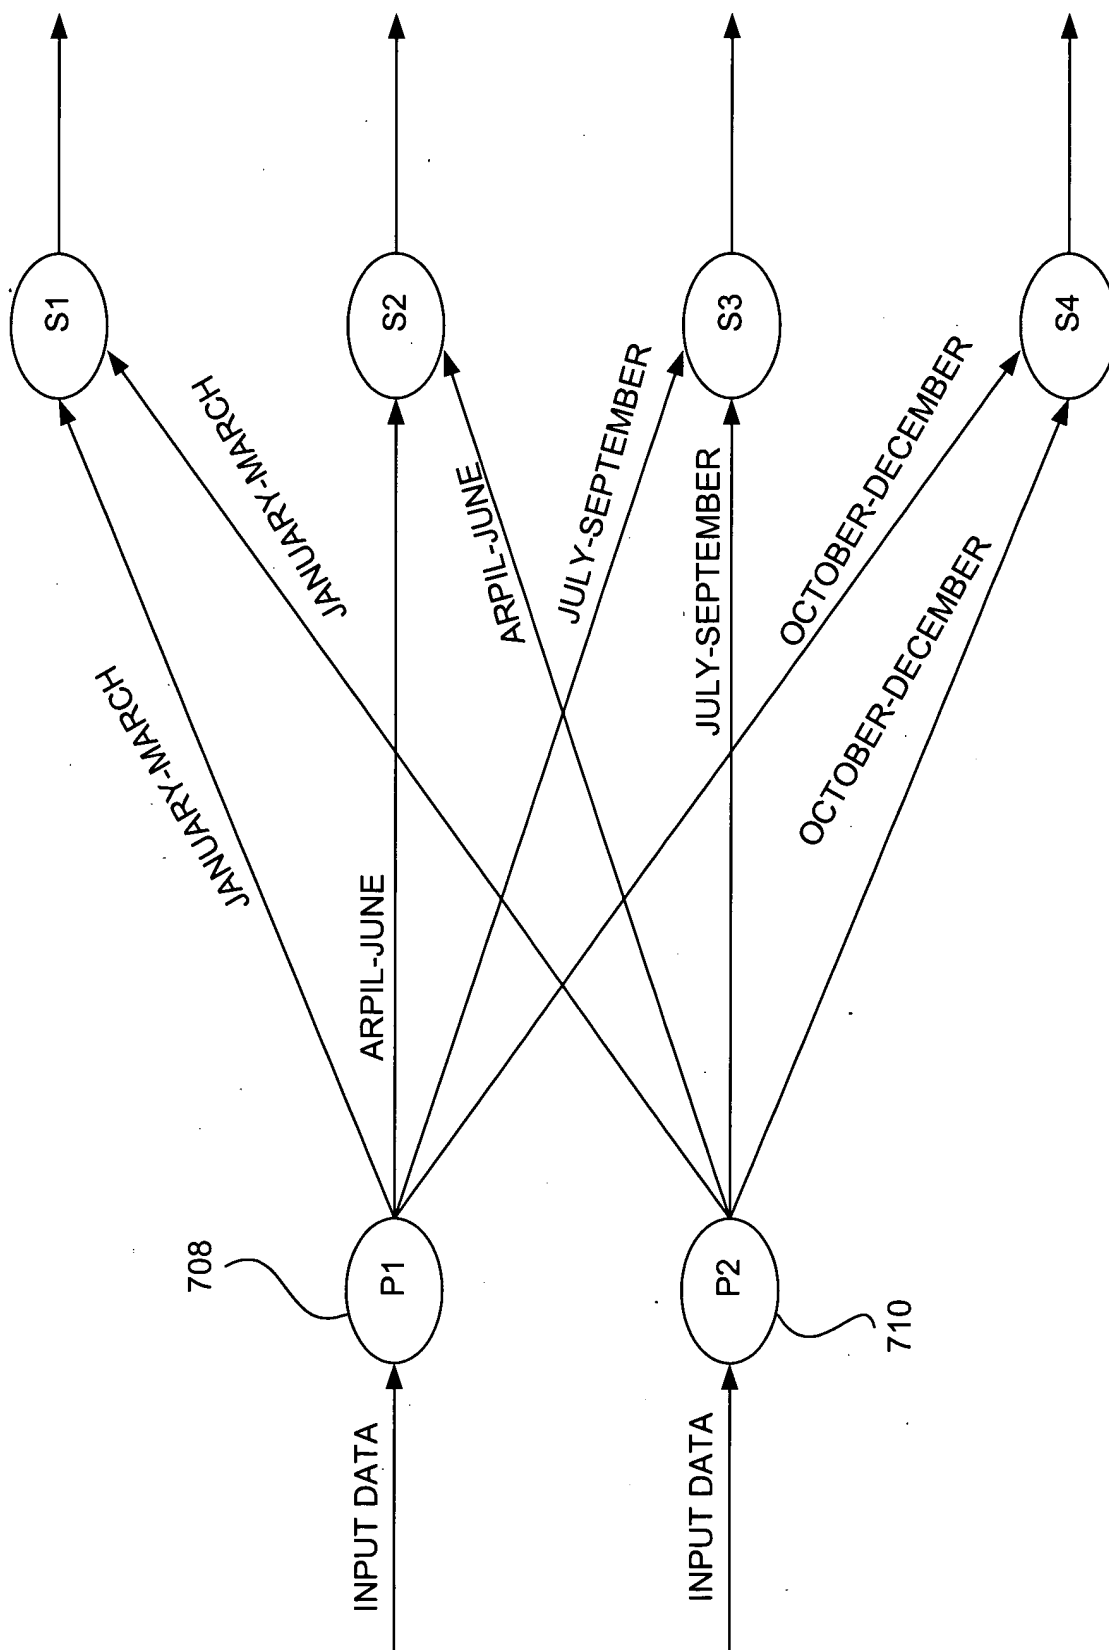 INPUT DATA
INPUT DATA
708
P1
P2
710
JANUARY-MARCH
ARPIL-JUNE
JANUARY-MARCH
ARPIL-JUNE
JULY-SEPTEMBER
JULY-SEPTEMBER
OCTOBER-DECEMBER
OCTOBER-DECEMBER
S1
S2
S3
S4